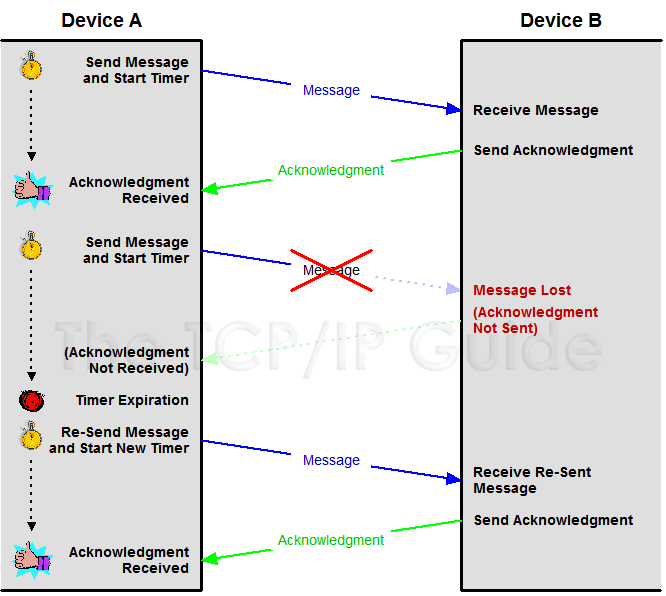 Device A
Device B
Send Message
and Start Timer
Message
Receive Message
Send Acknowledgment
Acknowledgment
Acknowledgment
Received
Send Message
and Start Timer
Message
Message Lost
(Acknowledgment
Not Sent)
The TCP/IP Guide
(Acknowledgment
Not Received)
Timer Expiration
Re-Send Message
and Start New Timer
Message
Receive Re-Sent
Message
Send Acknowledgment
Acknowledgment
Acknowledgment
Received